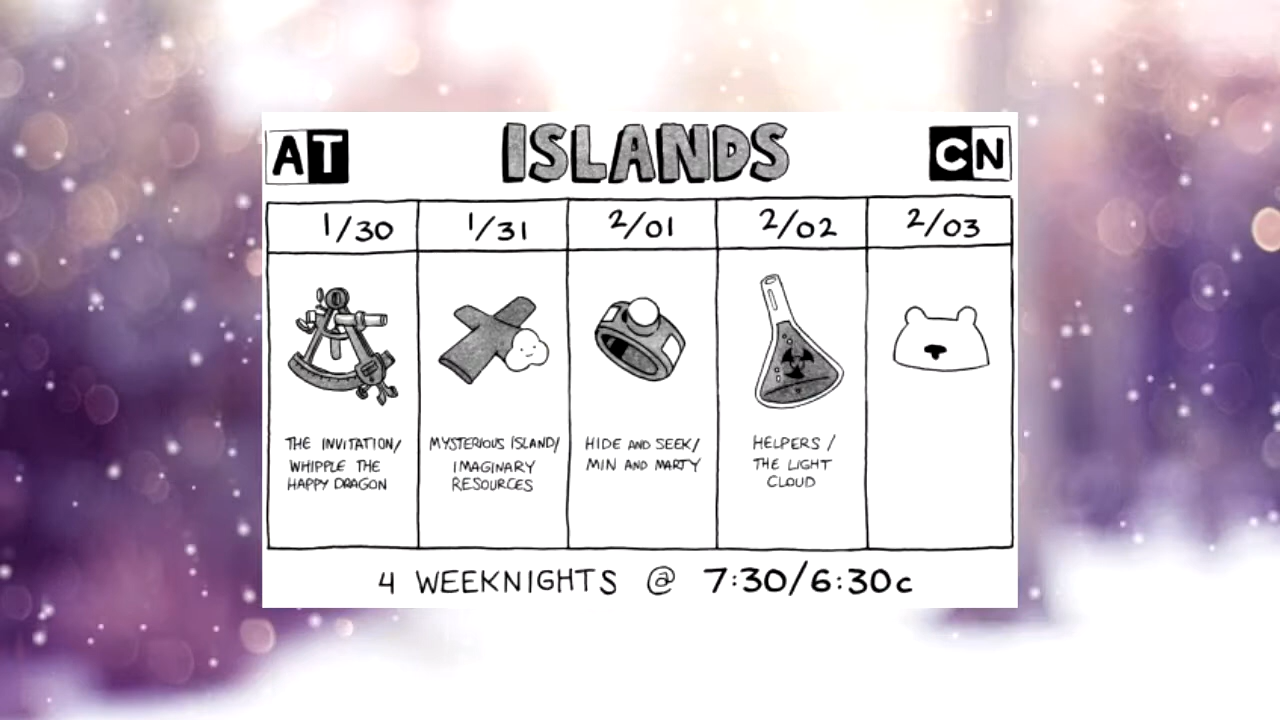 AT
ISLANDS
CN
1/30
1/31
2/01
2/02
2/03
THE INVITATION/
WHIPPLE THE
HAPPY DRAGON
MYSTERIOUS ISLAND/
IMAGINARY
RESOURCES
HIDE AND SEEK/
MIN AND MARTY
HELPERS /
THE LIGHT
CLOUD
4 WEEKNIGHTS @ 7:30/6:30c